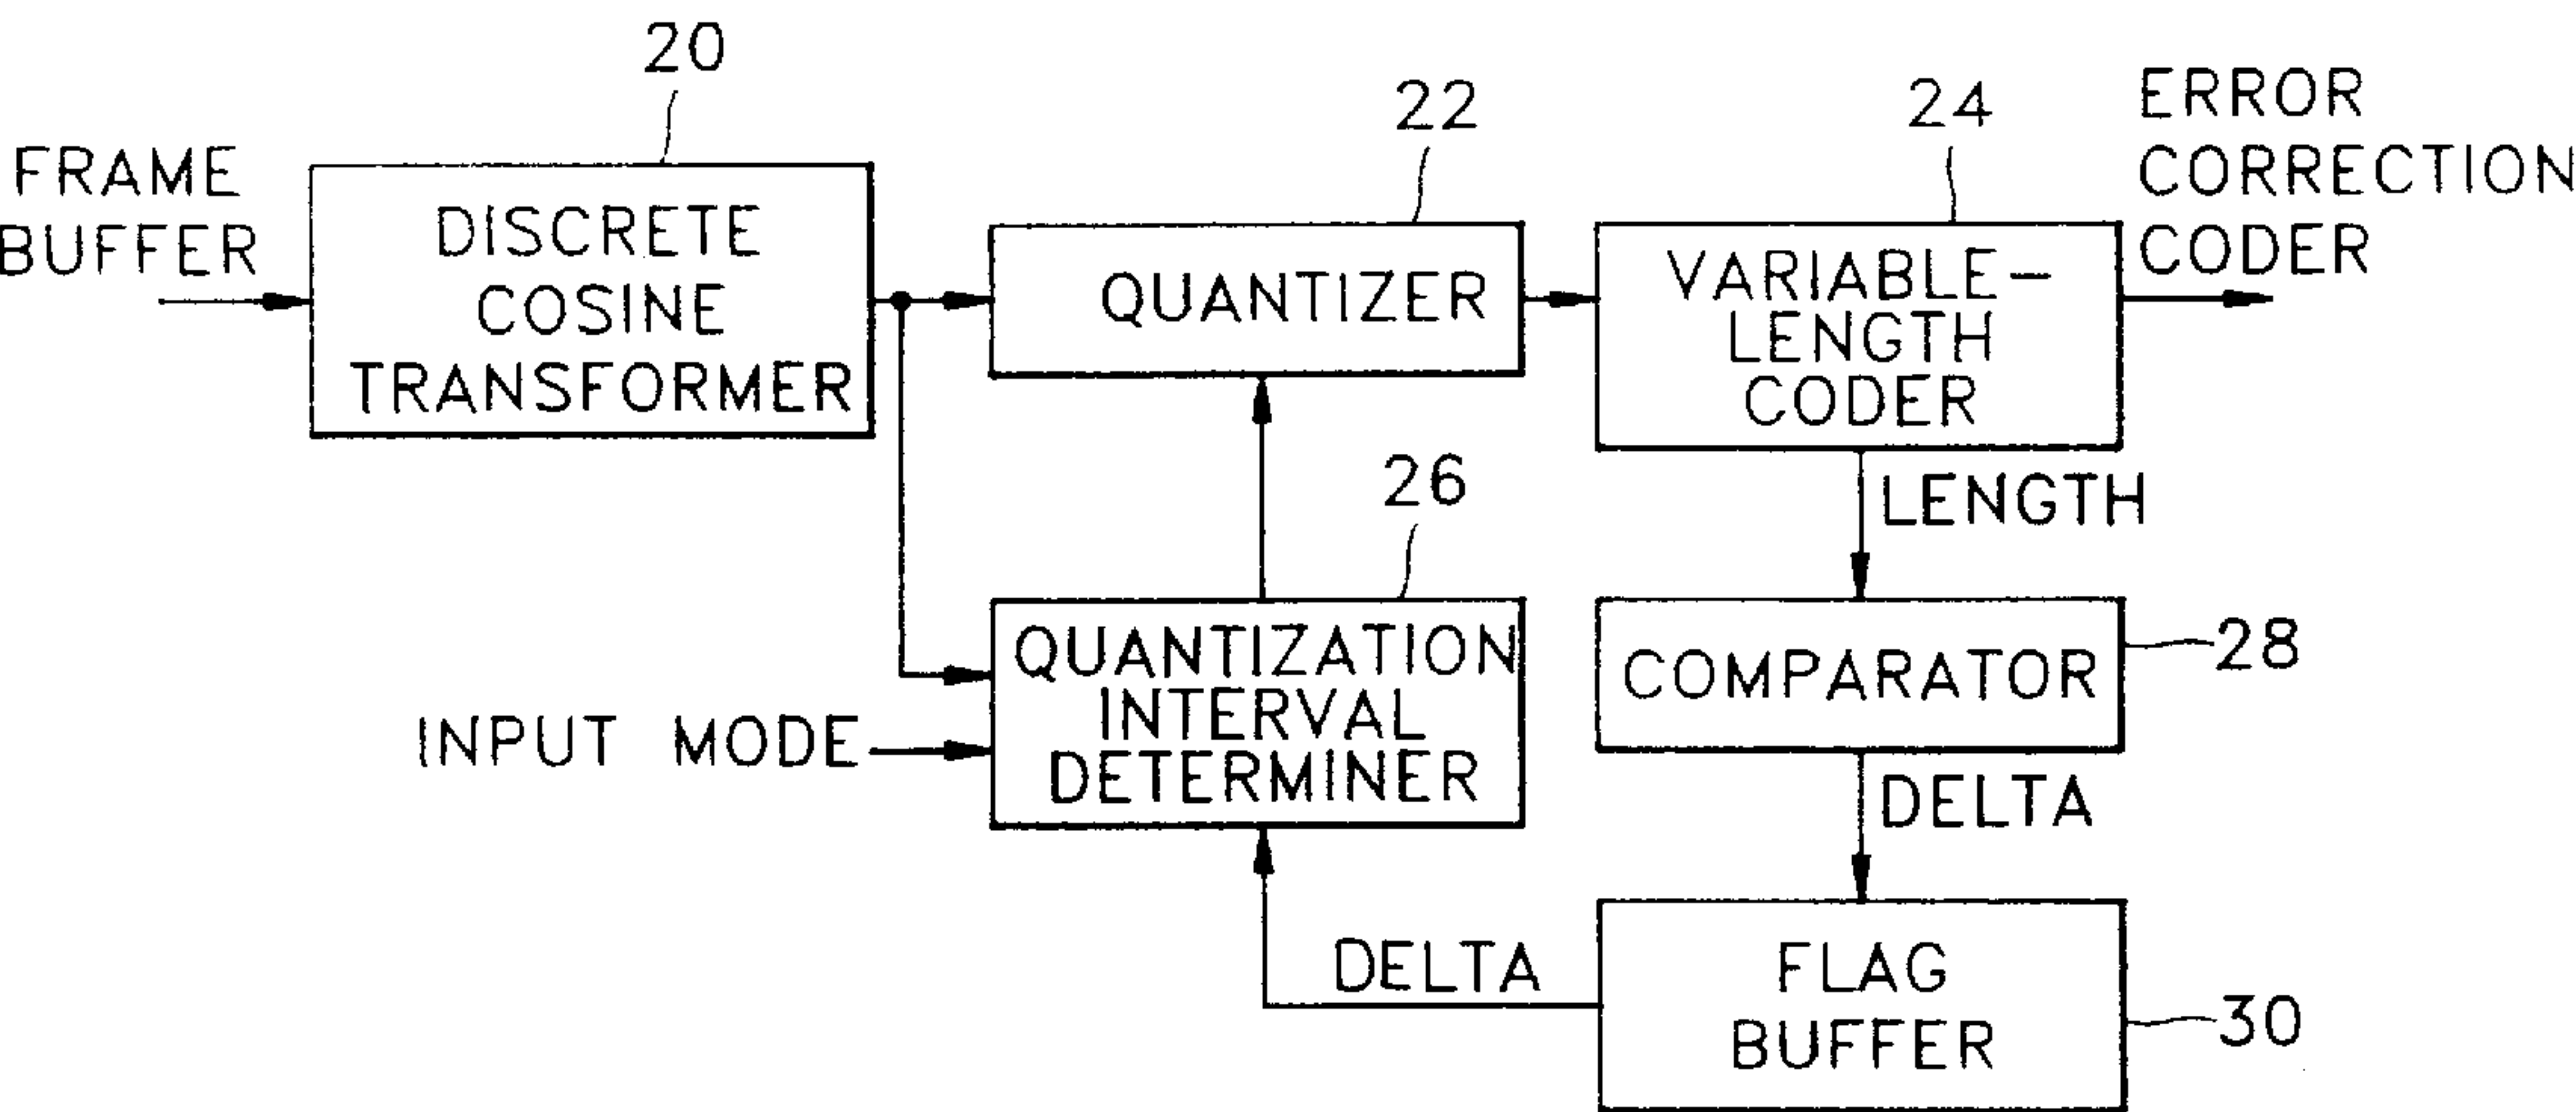 20
22
24
FRAME
BUFFER
DISCRETE
COSINE
TRANSFORMER
QUANTIZER
VARIABLE-
LENGTH
CODER
ERROR
CORRECTION
CODER
26
LENGTH
QUANTIZATION
INTERVAL
DETERMINER
INPUT MODE
COMPARATOR
28
DELTA
DELTA
FLAG
BUFFER
30